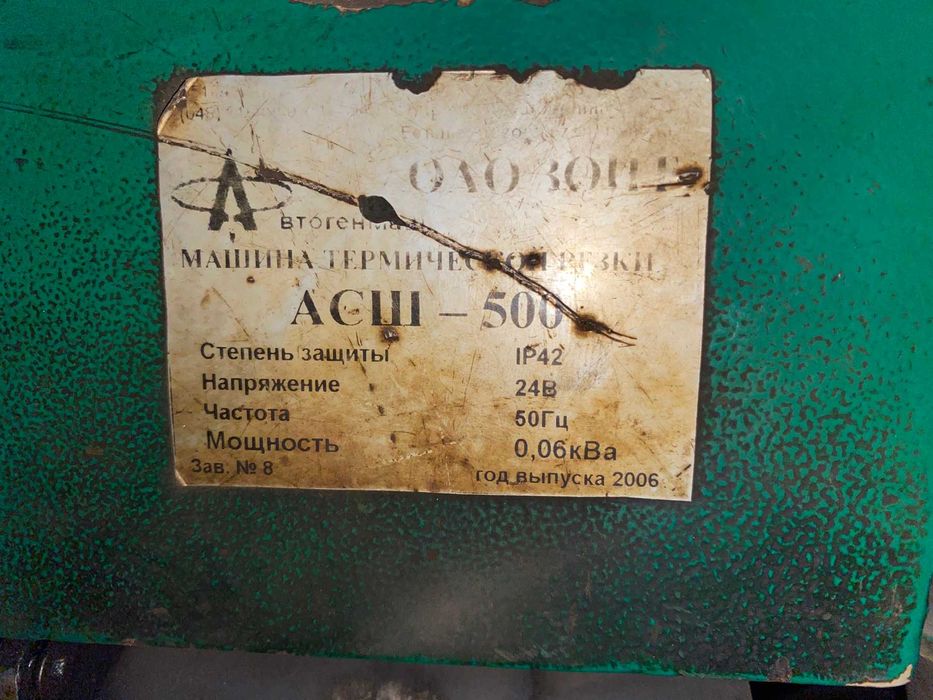 (048)
ОАО ЗОНТ
втогенмаш
МАШИНА ТЕРМИЧЕСКОЙ РЕЗКИ
АСШ – 500
Степень защиты IP42
Напряжение 24В
Частота 50Гц
Мощность 0,06кВа
Зав. № 8 год выпуска 2006